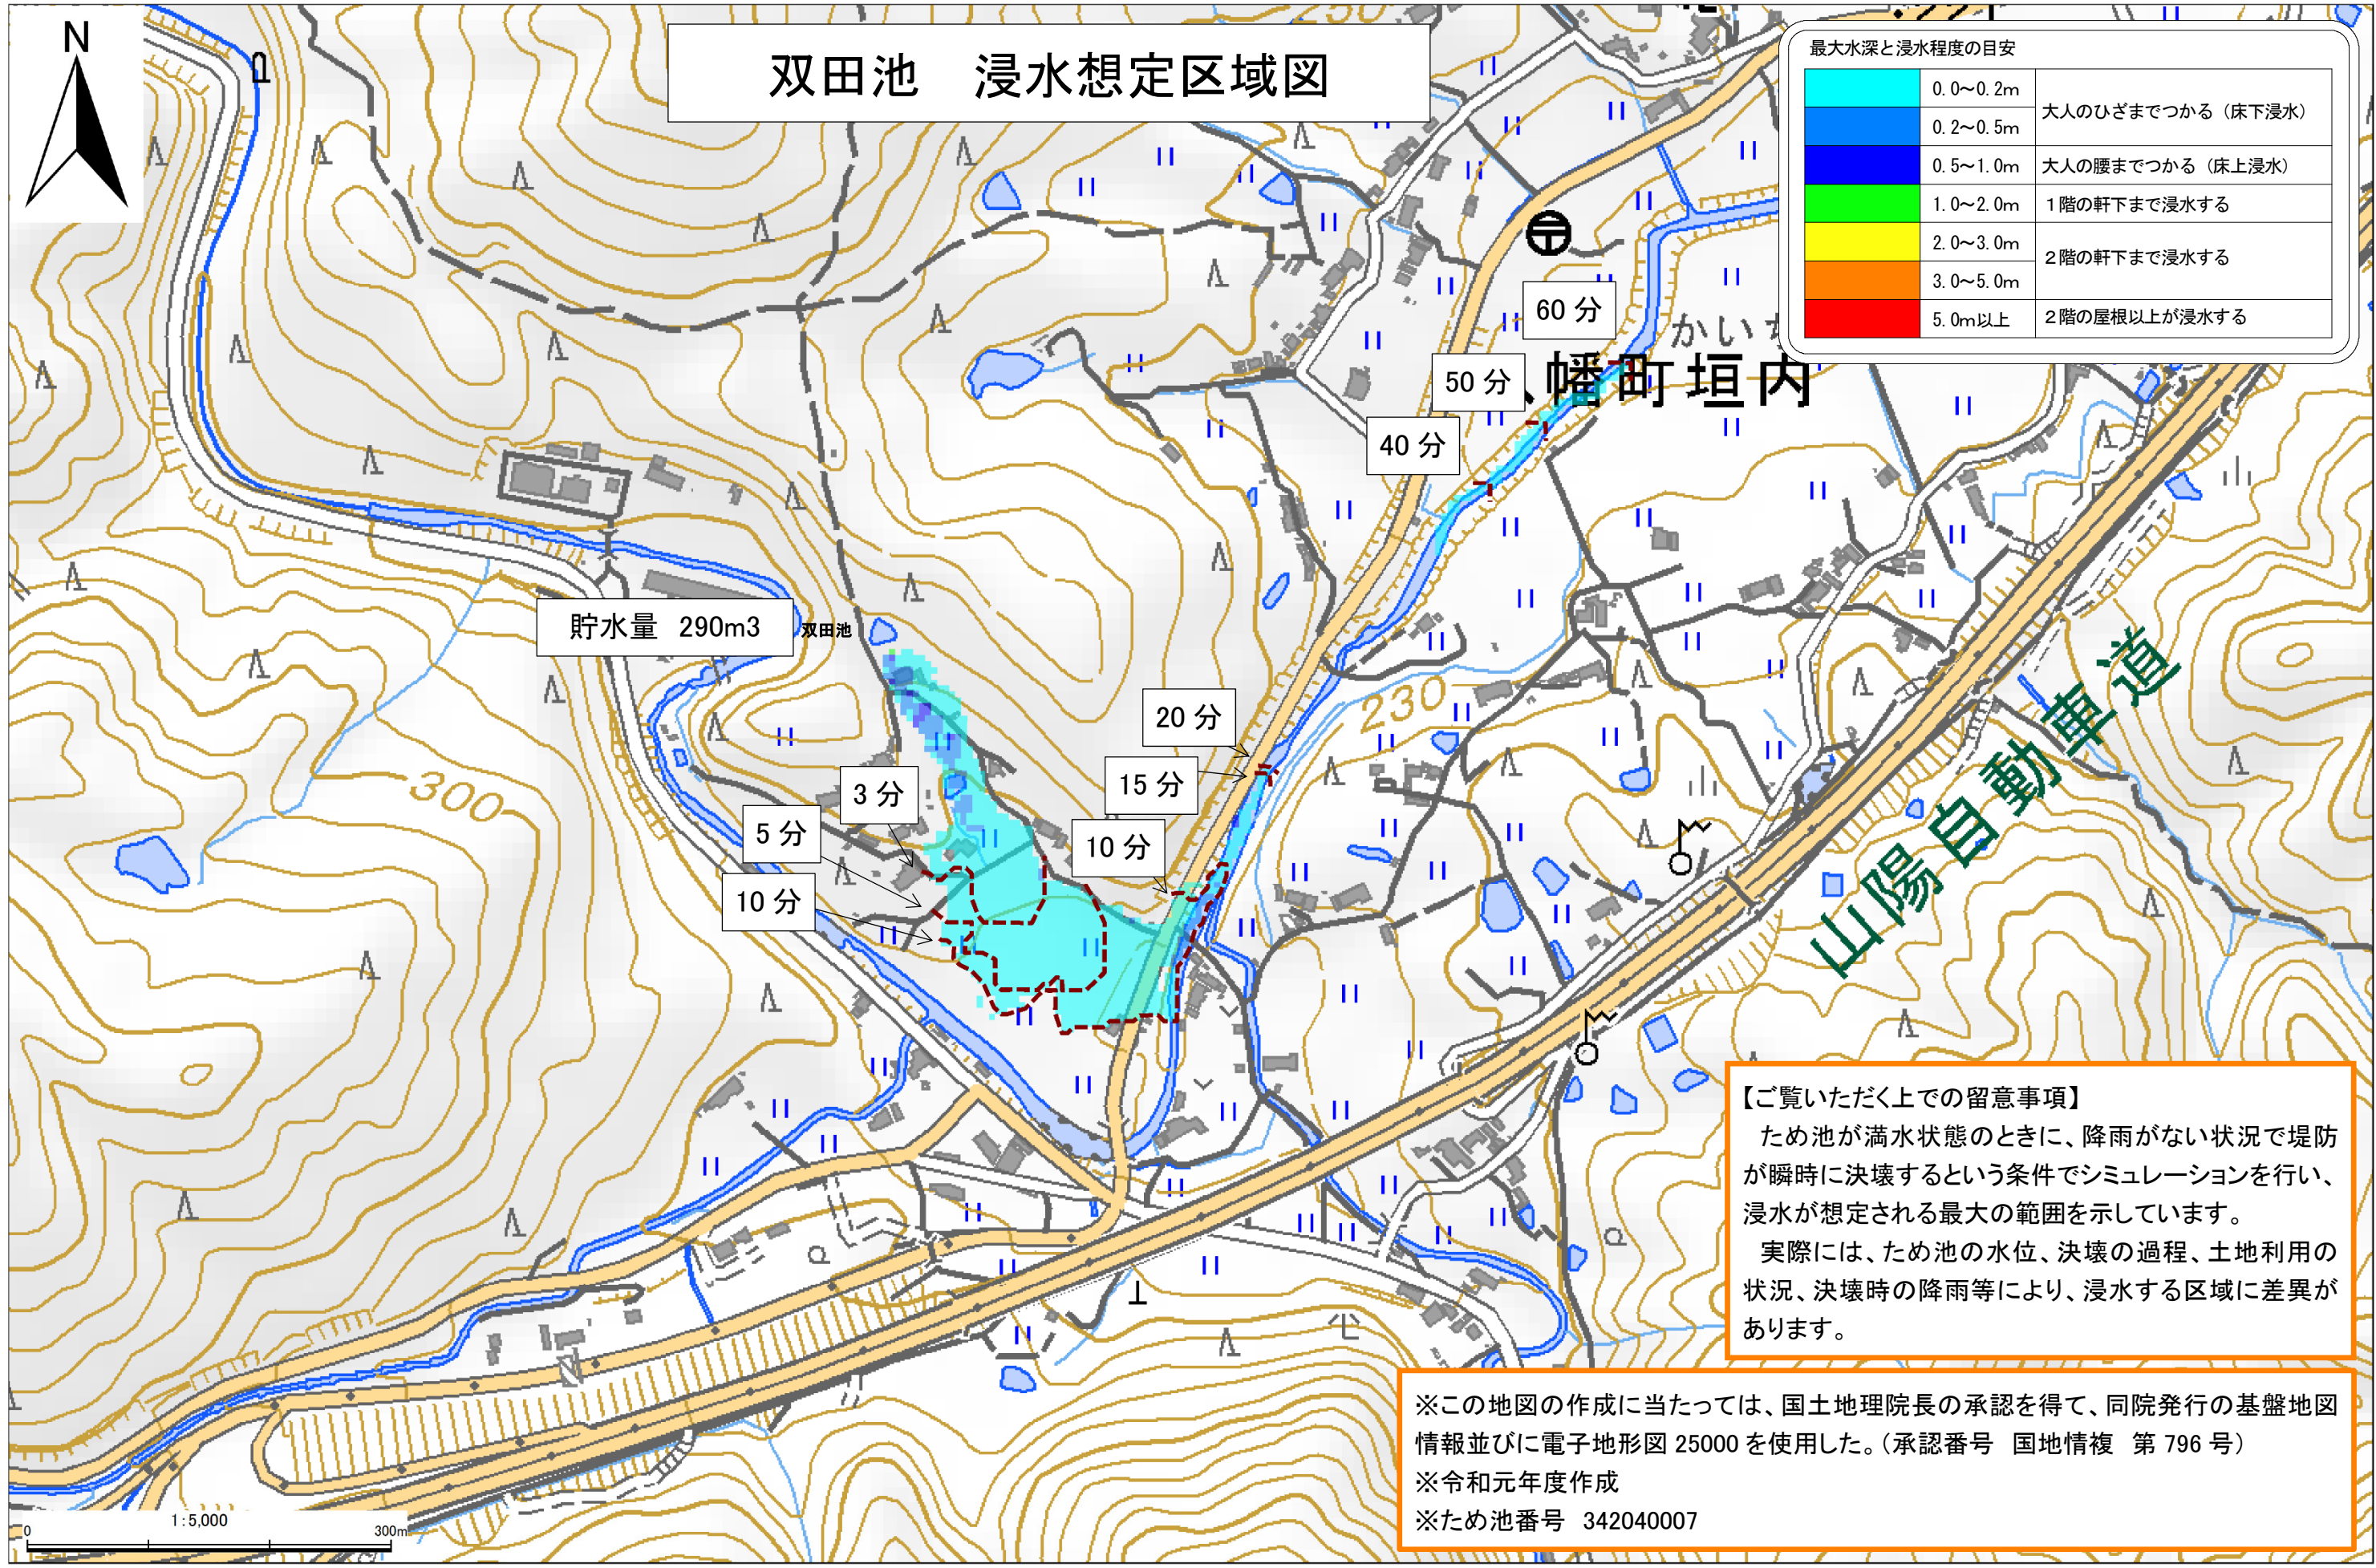 N
双田池　浸水想定区域図
最大水深と浸水程度の目安
0.0～0.2m
大人のひざまでつかる（床下浸水）
0.2～0.5m
0.5～1.0m
大人の腰までつかる（床上浸水）
1.0～2.0m
１階の軒下まで浸水する
2.0～3.0m
２階の軒下まで浸水する
3.0～5.0m
5.0m以上
２階の屋根以上が浸水する
60 分
かいち
50 分
幡町垣内
40 分
貯水量 290m3
双田池
20 分
230
15 分
3 分
300
5 分
10 分
10 分
山陽自動車道
【ご覧いただく上での留意事項】
ため池が満水状態のときに、降雨がない状況で堤防
が瞬時に決壊するという条件でシミュレーションを行い、
浸水が想定される最大の範囲を示しています。
実際には、ため池の水位、決壊の過程、土地利用の
状況、決壊時の降雨等により、浸水する区域に差異が
あります。
※この地図の作成に当たっては、国土地理院長の承認を得て、同院発行の基盤地図
情報並びに電子地形図 25000 を使用した。（承認番号 国地情複 第 796 号）
※令和元年度作成
※ため池番号 342040007
1:5,000
0 300m